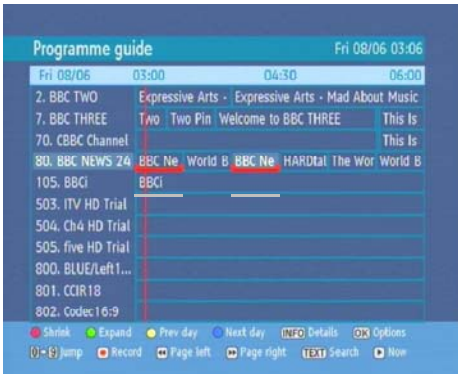 Programme guide Fri 08/06 03:06
Fri 08/06 03:00 04:30 06:00
2. BBC TWO Expressive Arts - Expressive Arts - Mad About Music
7. BBC THREE Two Two Pin Welcome to BBC THREE This Is
70. CBBC Channel This Is
80. BBC NEWS 24 BBC Ne World B BBC Ne HARDtal The Wor World B
105. BBCi BBCi
503. ITV HD Trial
504. Ch4 HD Trial
505. five HD Trial
800. BLUE/Left1...
801. CCIR18
802. Codec16:9
Shrink Expand Prev day Next day INFO Details OK Options
0-9 Jump Record Page left Page right TEXT Search Now